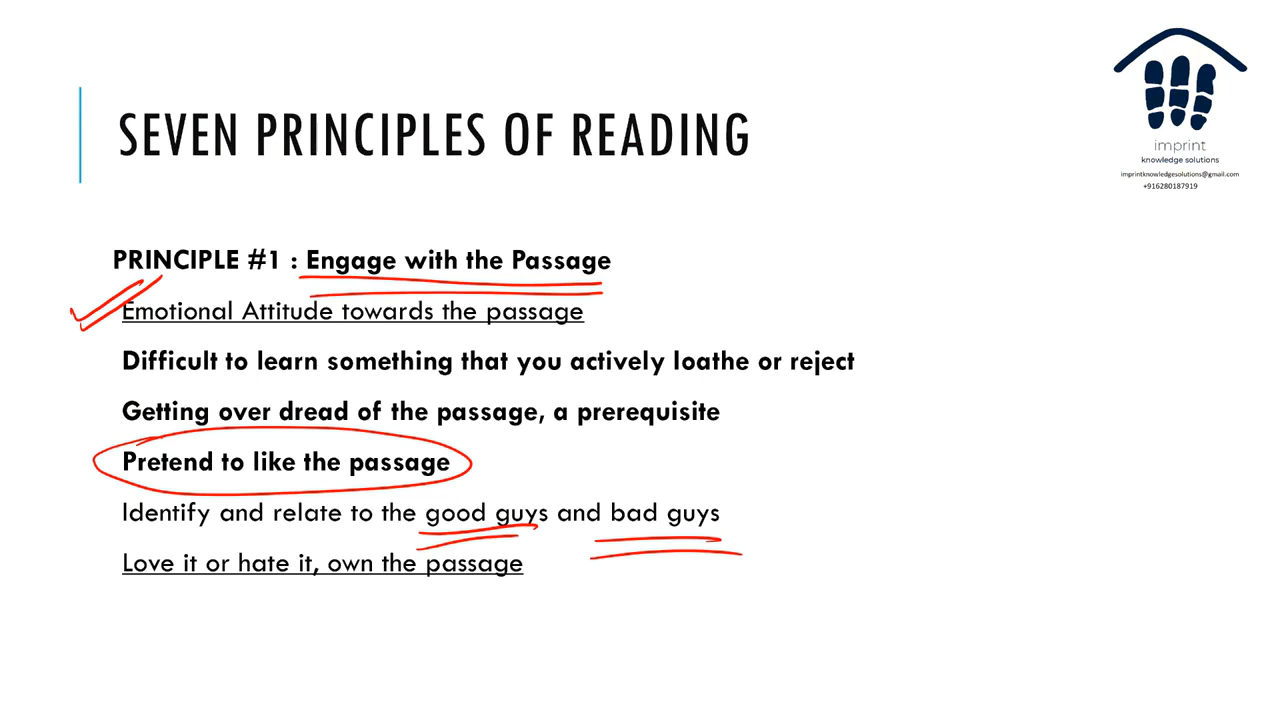 imprint
knowledge solutions
imprintknowledgesolutions@gmail.com
+916280187919
SEVEN PRINCIPLES OF READING
PRINCIPLE #1 : Engage with the Passage
Emotional Attitude towards the passage
Difficult to learn something that you actively loathe or reject
Getting over dread of the passage, a prerequisite
Pretend to like the passage
Identify and relate to the good guys and bad guys
Love it or hate it, own the passage